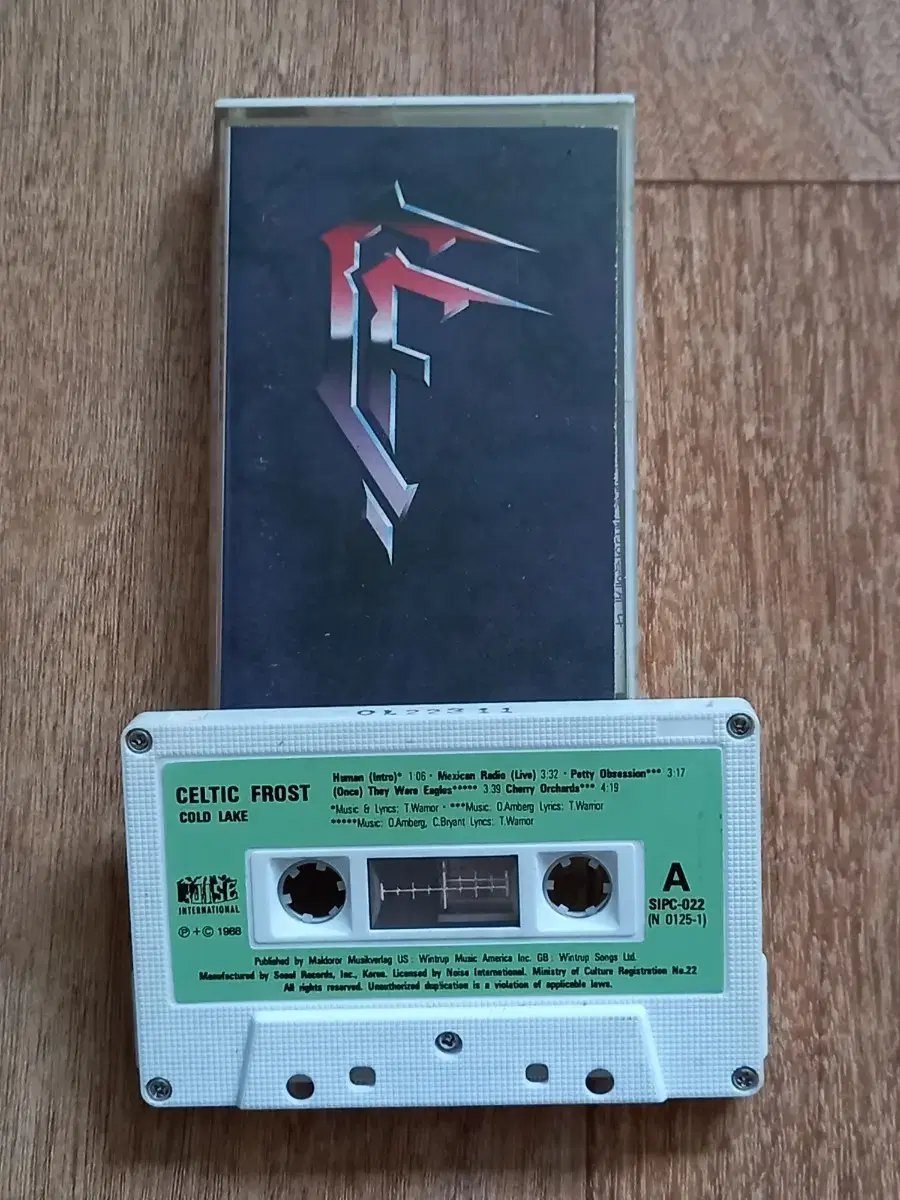 OL22311
CELTIC FROST
COLD LAKE
Human (Intro)* 1:06 · Mexican Radio (Live) 3:32 · Petty Obsession*** 3:17
(Once) They Were Eagles***** 3:39 Cherry Orchards*** 4:19
*Music & Lyrics: T.Warrior · ***Music: O.Amberg Lyrics: T.Warrior
*****Music: O.Amberg, C.Bryant Lyrics: T.Warrior
NOISE
INTERNATIONAL
℗ + © 1988
A
SIPC-022
(N 0125-1)
Published by Maldoror Musikverlag US : Wintrup Music America Inc. GB : Wintrup Songs Ltd.
Manufactured by Seoul Records, Inc., Korea. Licensed by Noise International. Ministry of Culture Registration No.22
All rights reserved. Unauthorized duplication is a violation of applicable laws.